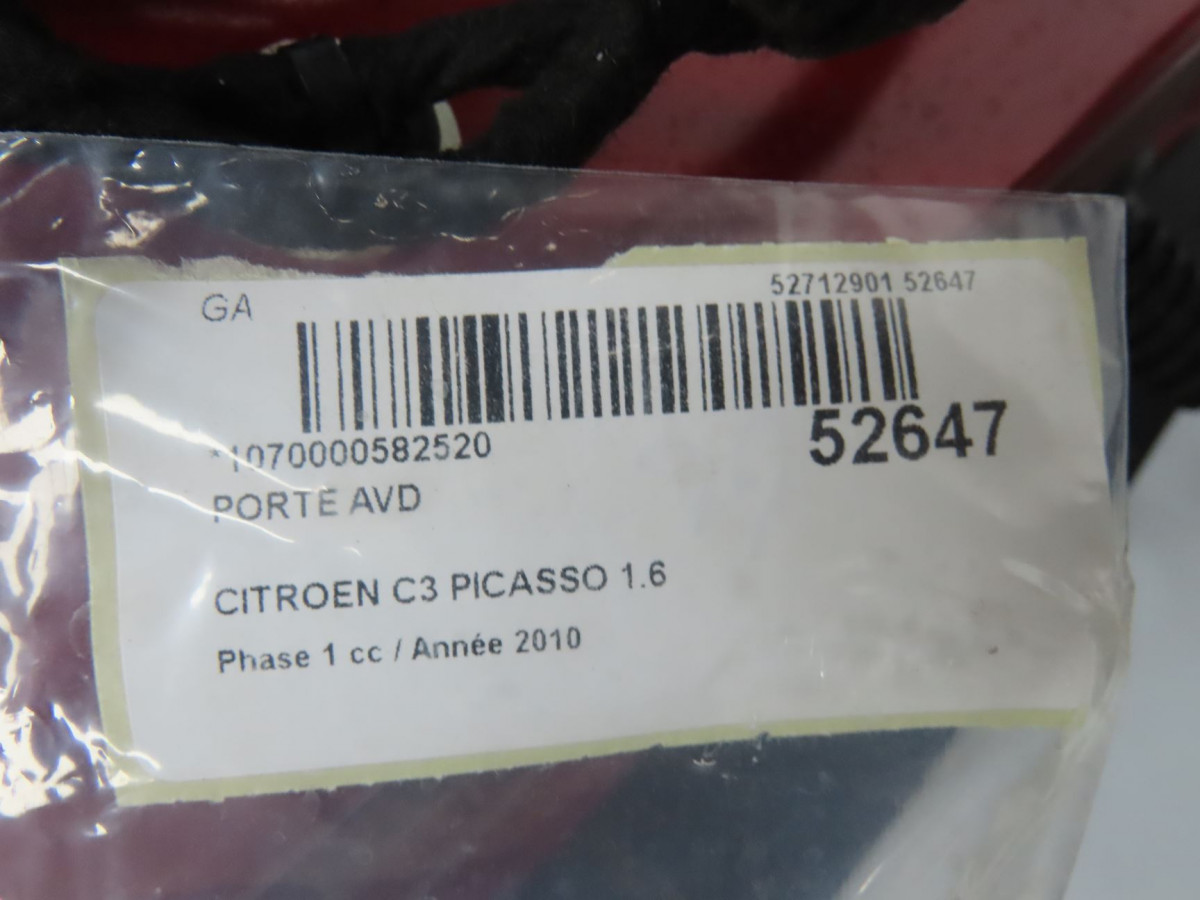 GA
52712901 52647
*1070000582520
52647
PORTE AVD
CITROEN C3 PICASSO 1.6
Phase 1 cc / Année 2010